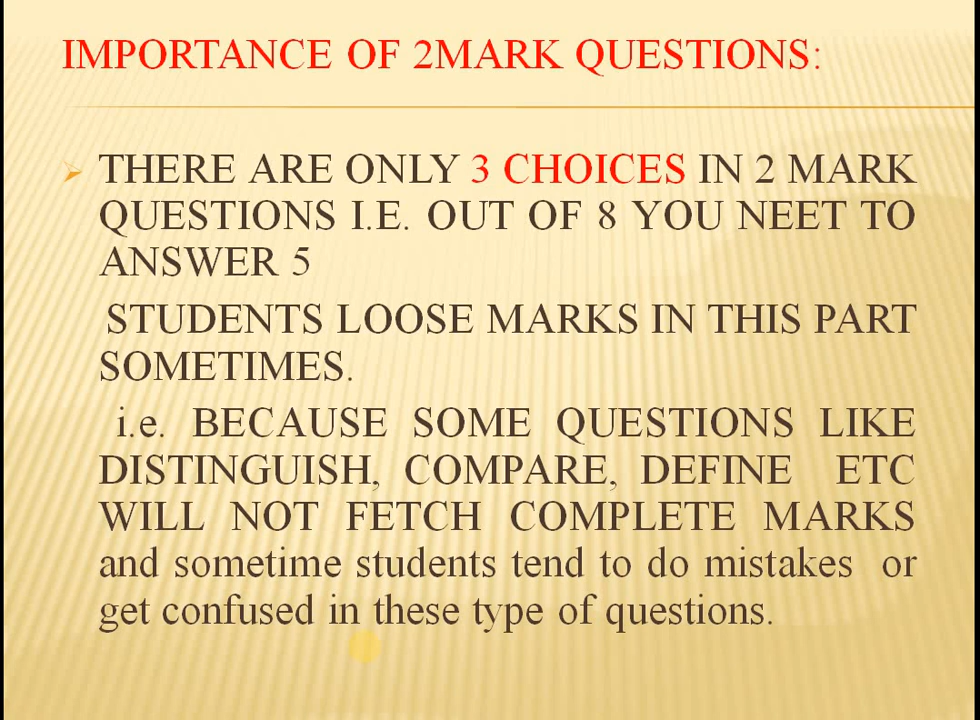 IMPORTANCE OF 2MARK QUESTIONS:
THERE ARE ONLY 3 CHOICES IN 2 MARK
QUESTIONS I.E. OUT OF 8 YOU NEET TO
ANSWER 5
STUDENTS LOOSE MARKS IN THIS PART
SOMETIMES.
i.e. BECAUSE SOME QUESTIONS LIKE
DISTINGUISH, COMPARE, DEFINE ETC
WILL NOT FETCH COMPLETE MARKS
and sometime students tend to do mistakes or
get confused in these type of questions.